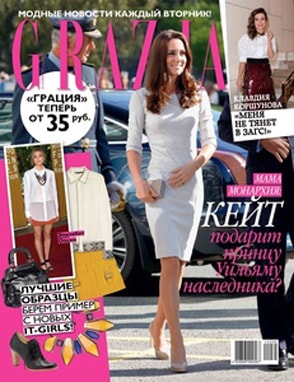 МОДНЫЕ НОВОСТИ КАЖДЫЙ ВТОРНИК!
GRAZIA
«ГРАЦИЯ»
ТЕПЕРЬ
ОТ 35 руб.
КЛАВДИЯ
КОРШУНОВА
«МЕНЯ
НЕ ТЯНЕТ
В ЗАГС!»
МАМА
МОНАРХИЯ:
КЕЙТ
подарит
принцу
Уильяму
наследника?
ЛУЧШИЕ
ОБРАЗЦЫ
БЕРЕМ ПРИМЕР
С НОВЫХ
IT-GIRLS!